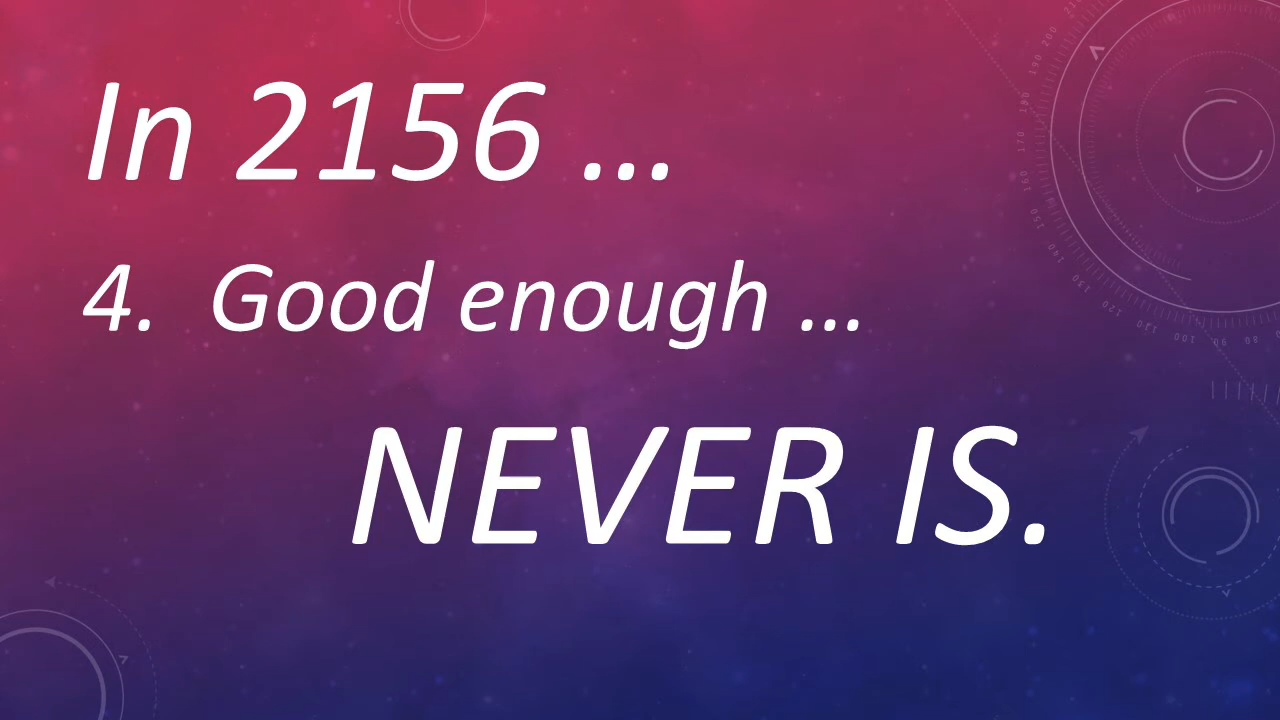 In 2156 …
4. Good enough …
NEVER IS.